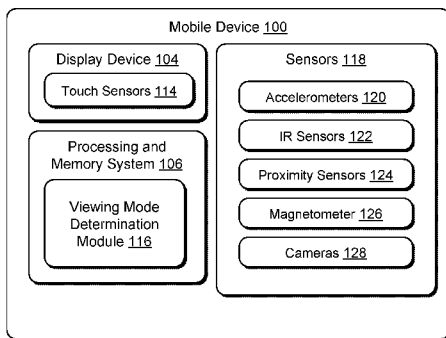 Mobile Device 100
Display Device 104
Touch Sensors 114
Processing and
Memory System 106
Viewing Mode
Determination
Module 116
Sensors 118
Accelerometers 120
IR Sensors 122
Proximity Sensors 124
Magnetometer 126
Cameras 128